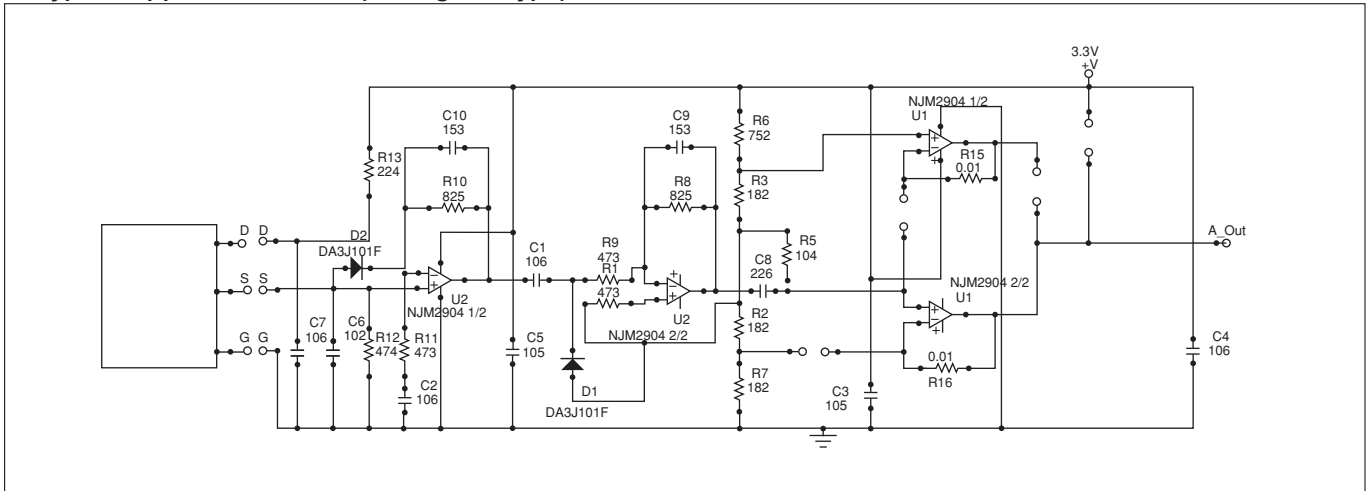 3.3V
+V
C10
153
C9
153
R6
752
NJM2904 1/2
U1
R13
224
R10
825
R8
825
R3
182
R15
0.01
D D
D2
DA3J101F
S S
G G
C7
106
C6
102
R12
474
R11
473
C2
106
U2
NJM2904 1/2
C1
106
R9
473
R1
473
U2
NJM2904 2/2
C5
105
D1
DA3J101F
R5
104
C8
226
R2
182
R7
182
NJM2904 2/2
U1
0.01
R16
C3
105
A_Out
C4
106